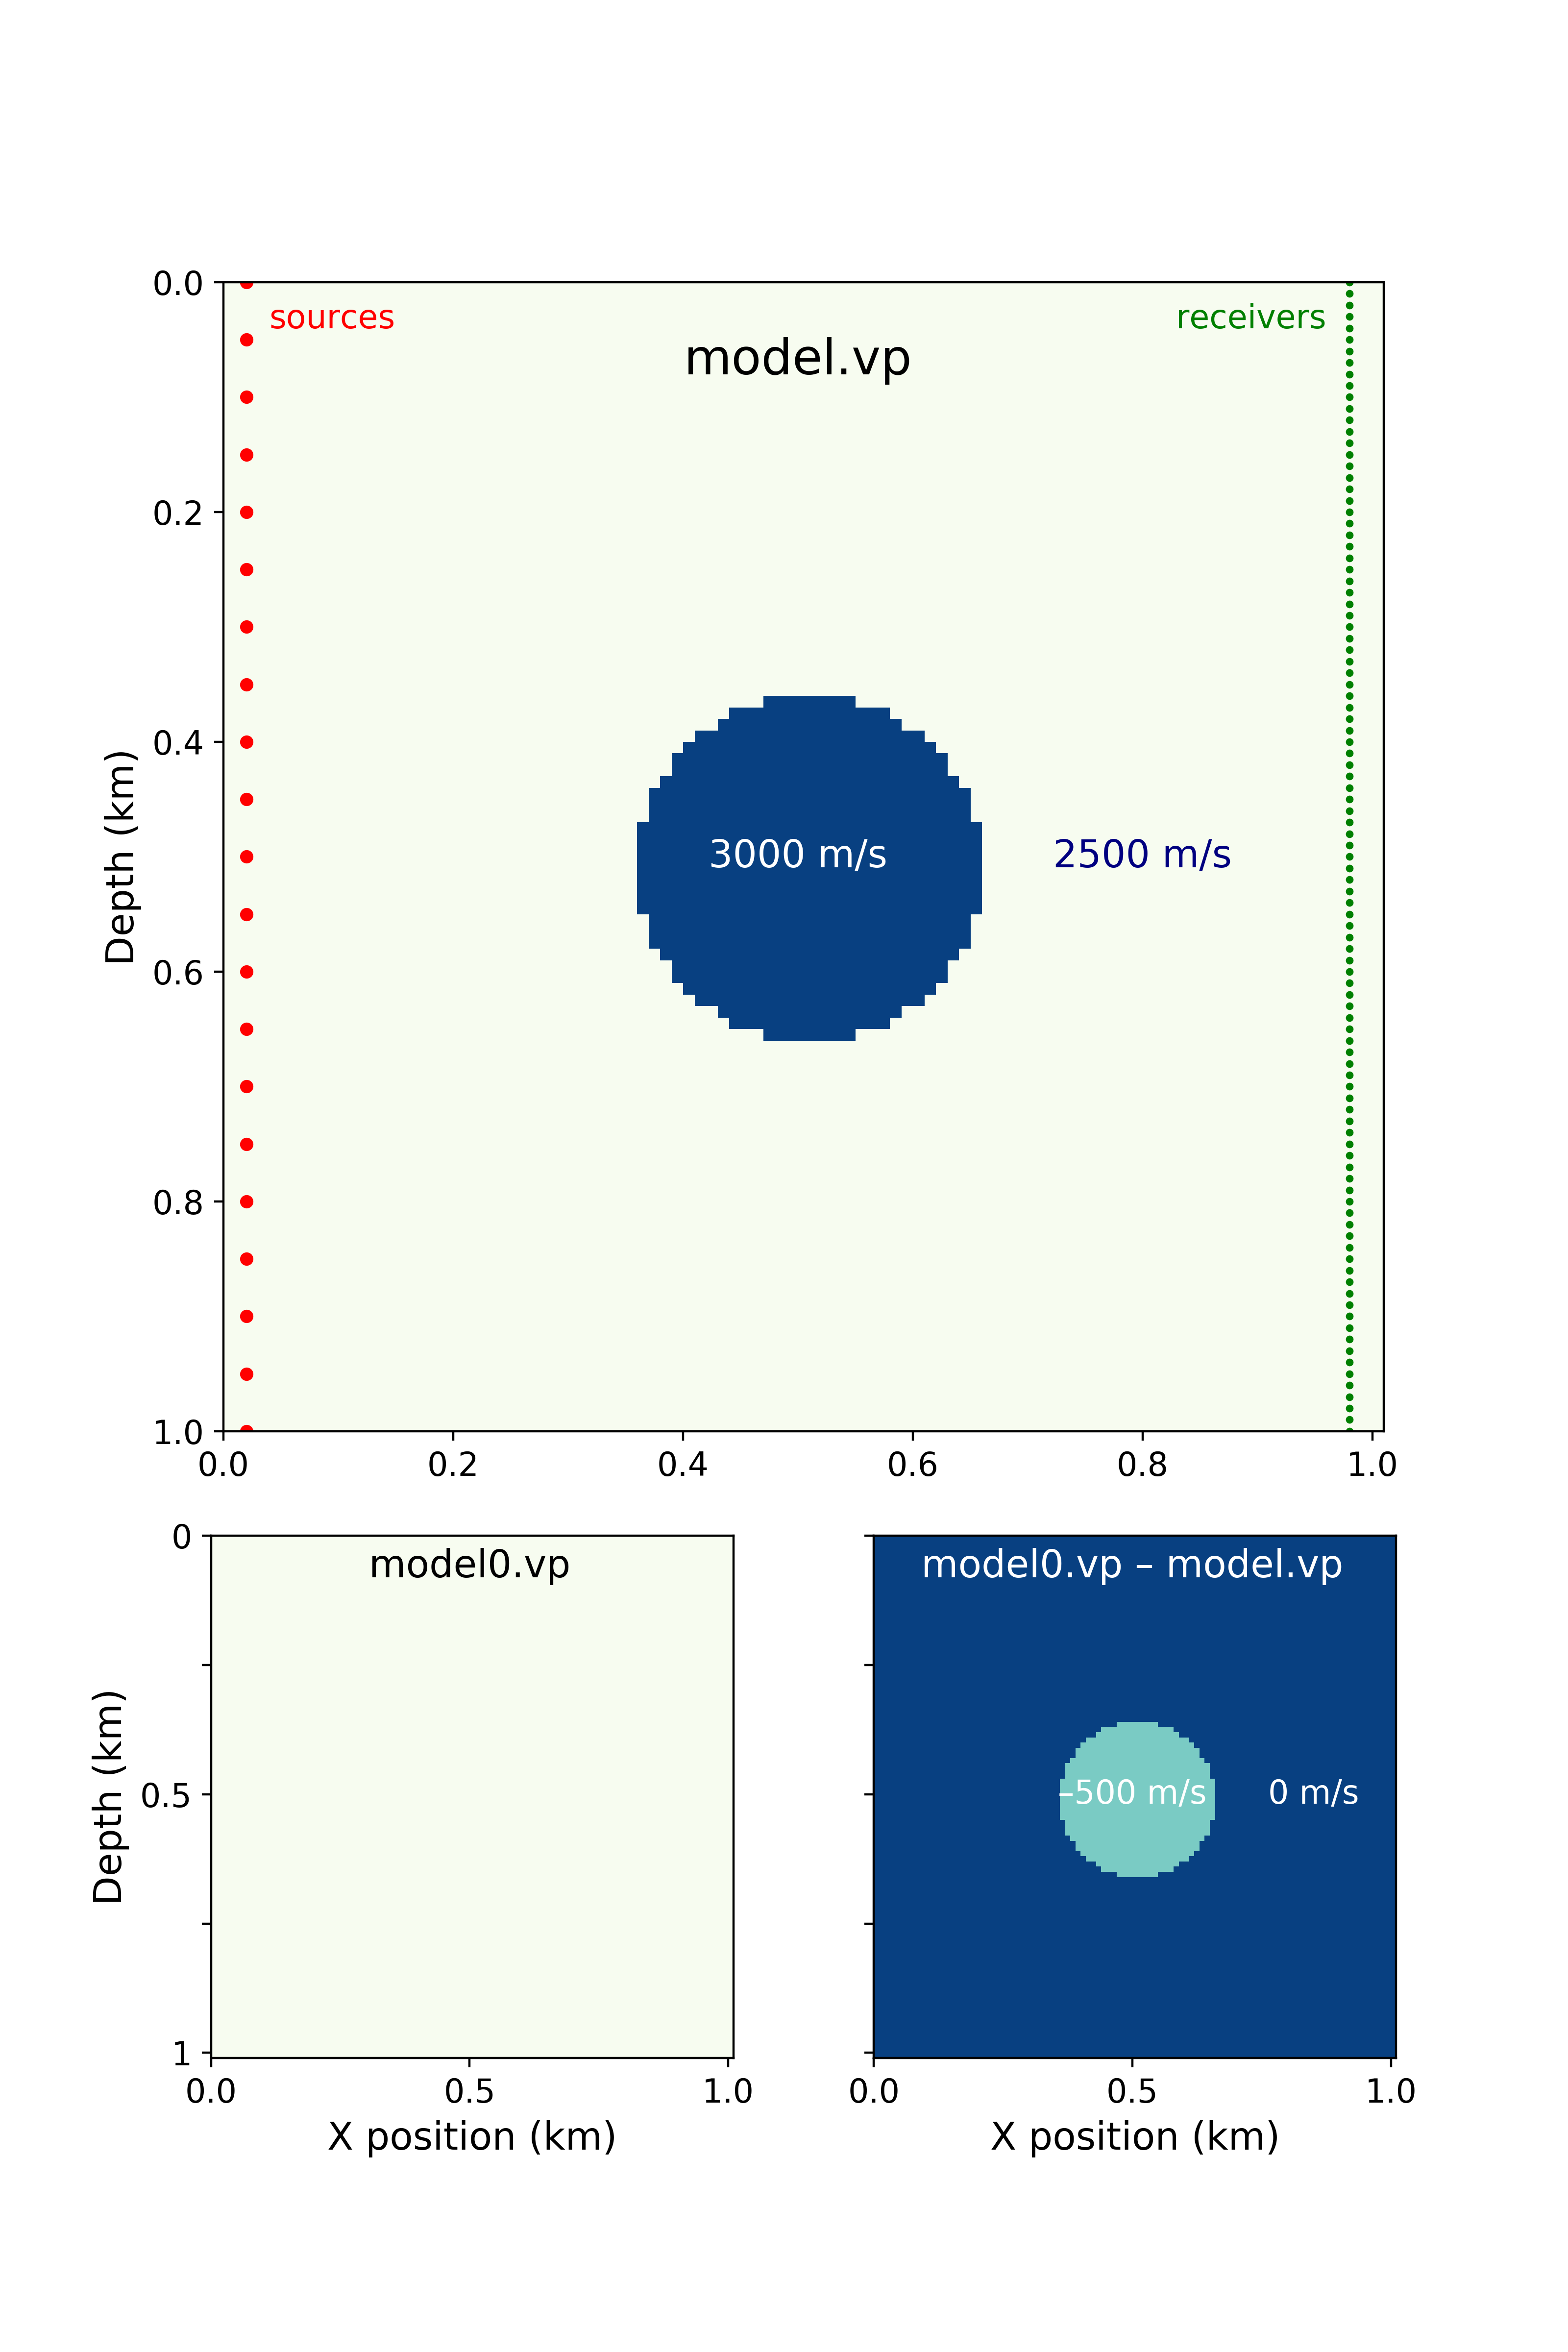 0.0
sources
receivers
model.vp
0.2
0.4
Depth (km)
3000 m/s
2500 m/s
0.6
0.8
1.0
0.0 0.2 0.4 0.6 0.8 1.0
0
model0.vp
model0.vp – model.vp
Depth (km)
0.5
–500 m/s
0 m/s
1
0.0 0.5 1.0
0.0 0.5 1.0
X position (km)
X position (km)